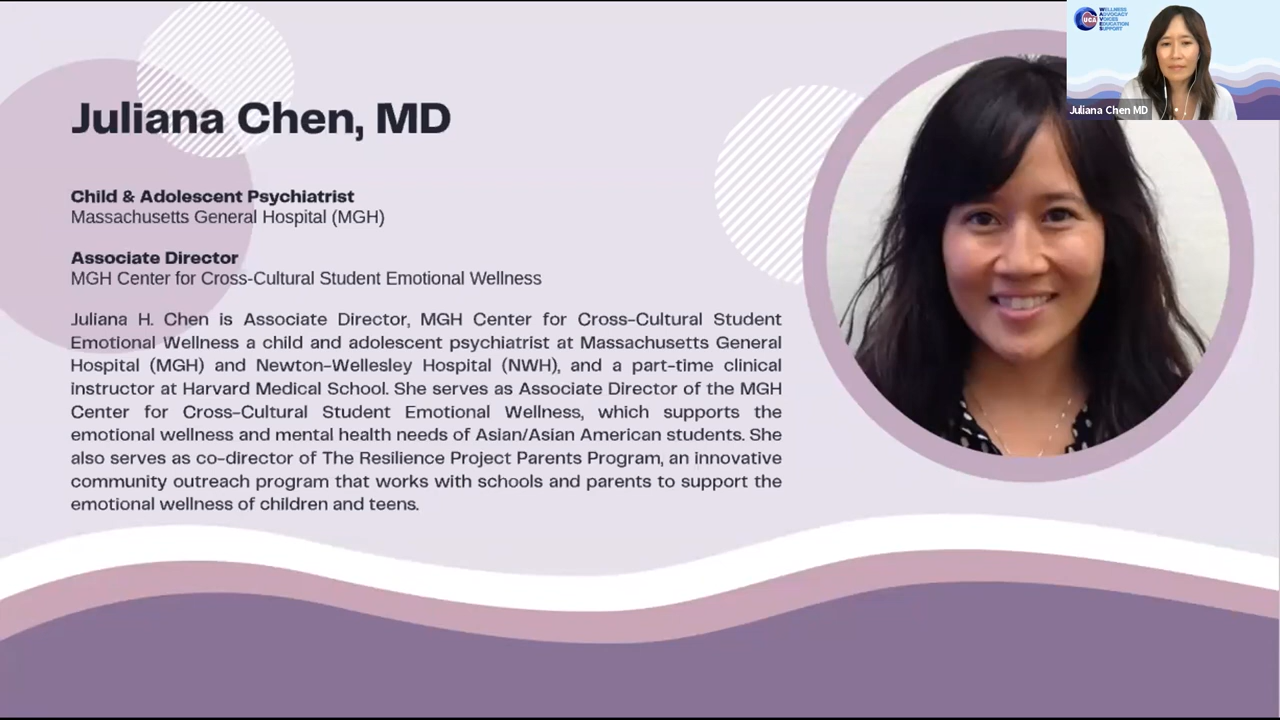 Juliana Chen, MD
Child & Adolescent Psychiatrist
Massachusetts General Hospital (MGH)
Associate Director
MGH Center for Cross-Cultural Student Emotional Wellness
Juliana H. Chen is Associate Director, MGH Center for Cross-Cultural Student
Emotional Wellness a child and adolescent psychiatrist at Massachusetts General
Hospital (MGH) and Newton-Wellesley Hospital (NWH), and a part-time clinical
instructor at Harvard Medical School. She serves as Associate Director of the MGH
Center for Cross-Cultural Student Emotional Wellness, which supports the
emotional wellness and mental health needs of Asian/Asian American students. She
also serves as co-director of The Resilience Project Parents Program, an innovative
community outreach program that works with schools and parents to support the
emotional wellness of children and teens.
UCA
WELLNESS
ADVOCACY
VOICES
EDUCATION
SUPPORT
Juliana Chen MD